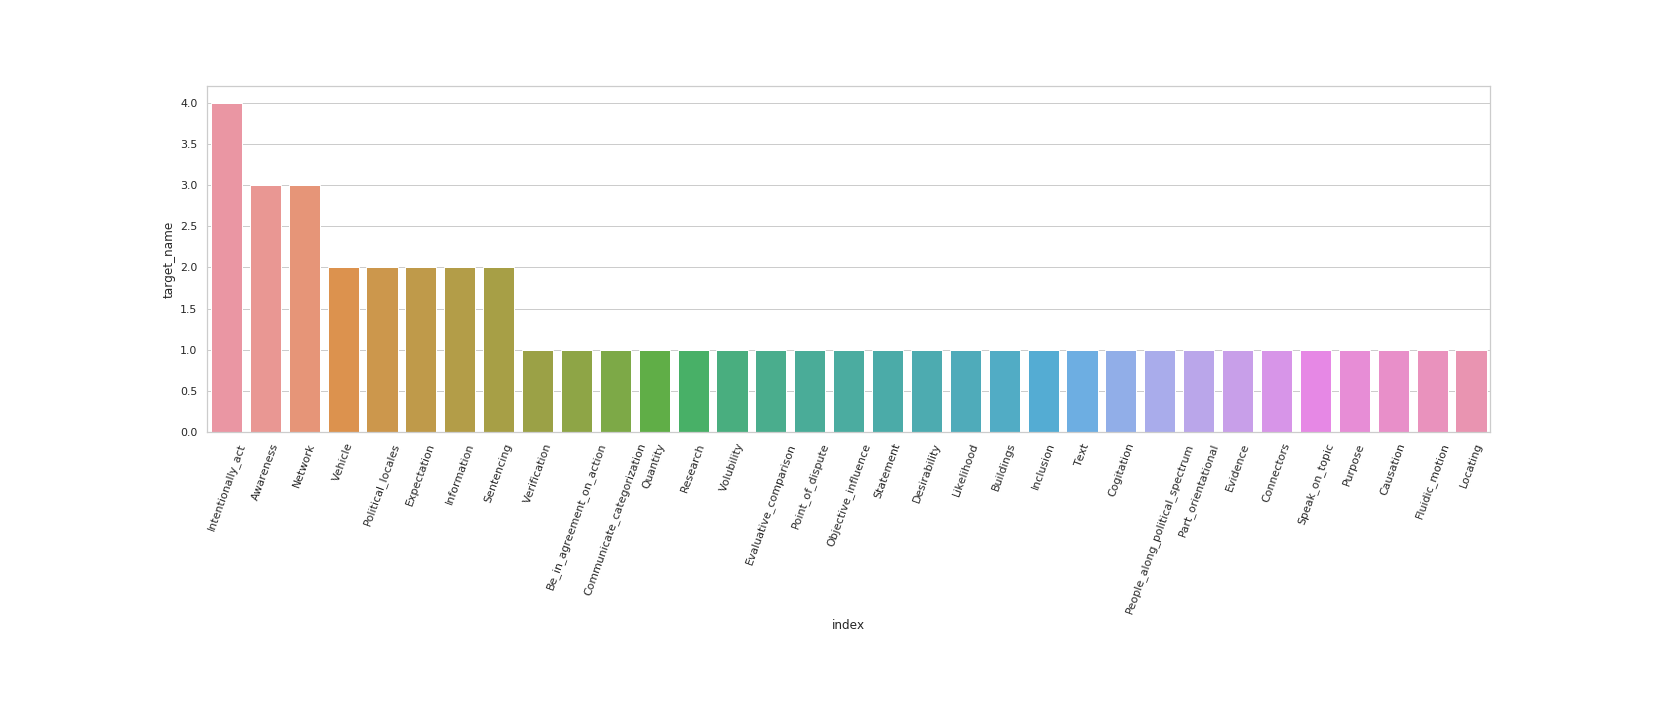 4.0
3.5
3.0
2.5
2.0
1.5
1.0
0.5
0.0
target_name
Intentionally_act
Awareness
Network
Vehicle
Political_locales
Expectation
Information
Sentencing
Verification
Be_in_agreement_on_action
Communicate_categorization
Quantity
Research
Volubility
Evaluative_comparison
Point_of_dispute
Objective_influence
Statement
Desirability
Likelihood
Buildings
Inclusion
Text
Cogitation
People_along_political_spectrum
Part_orientational
Evidence
Connectors
Speak_on_topic
Purpose
Causation
Fluidic_motion
Locating
index